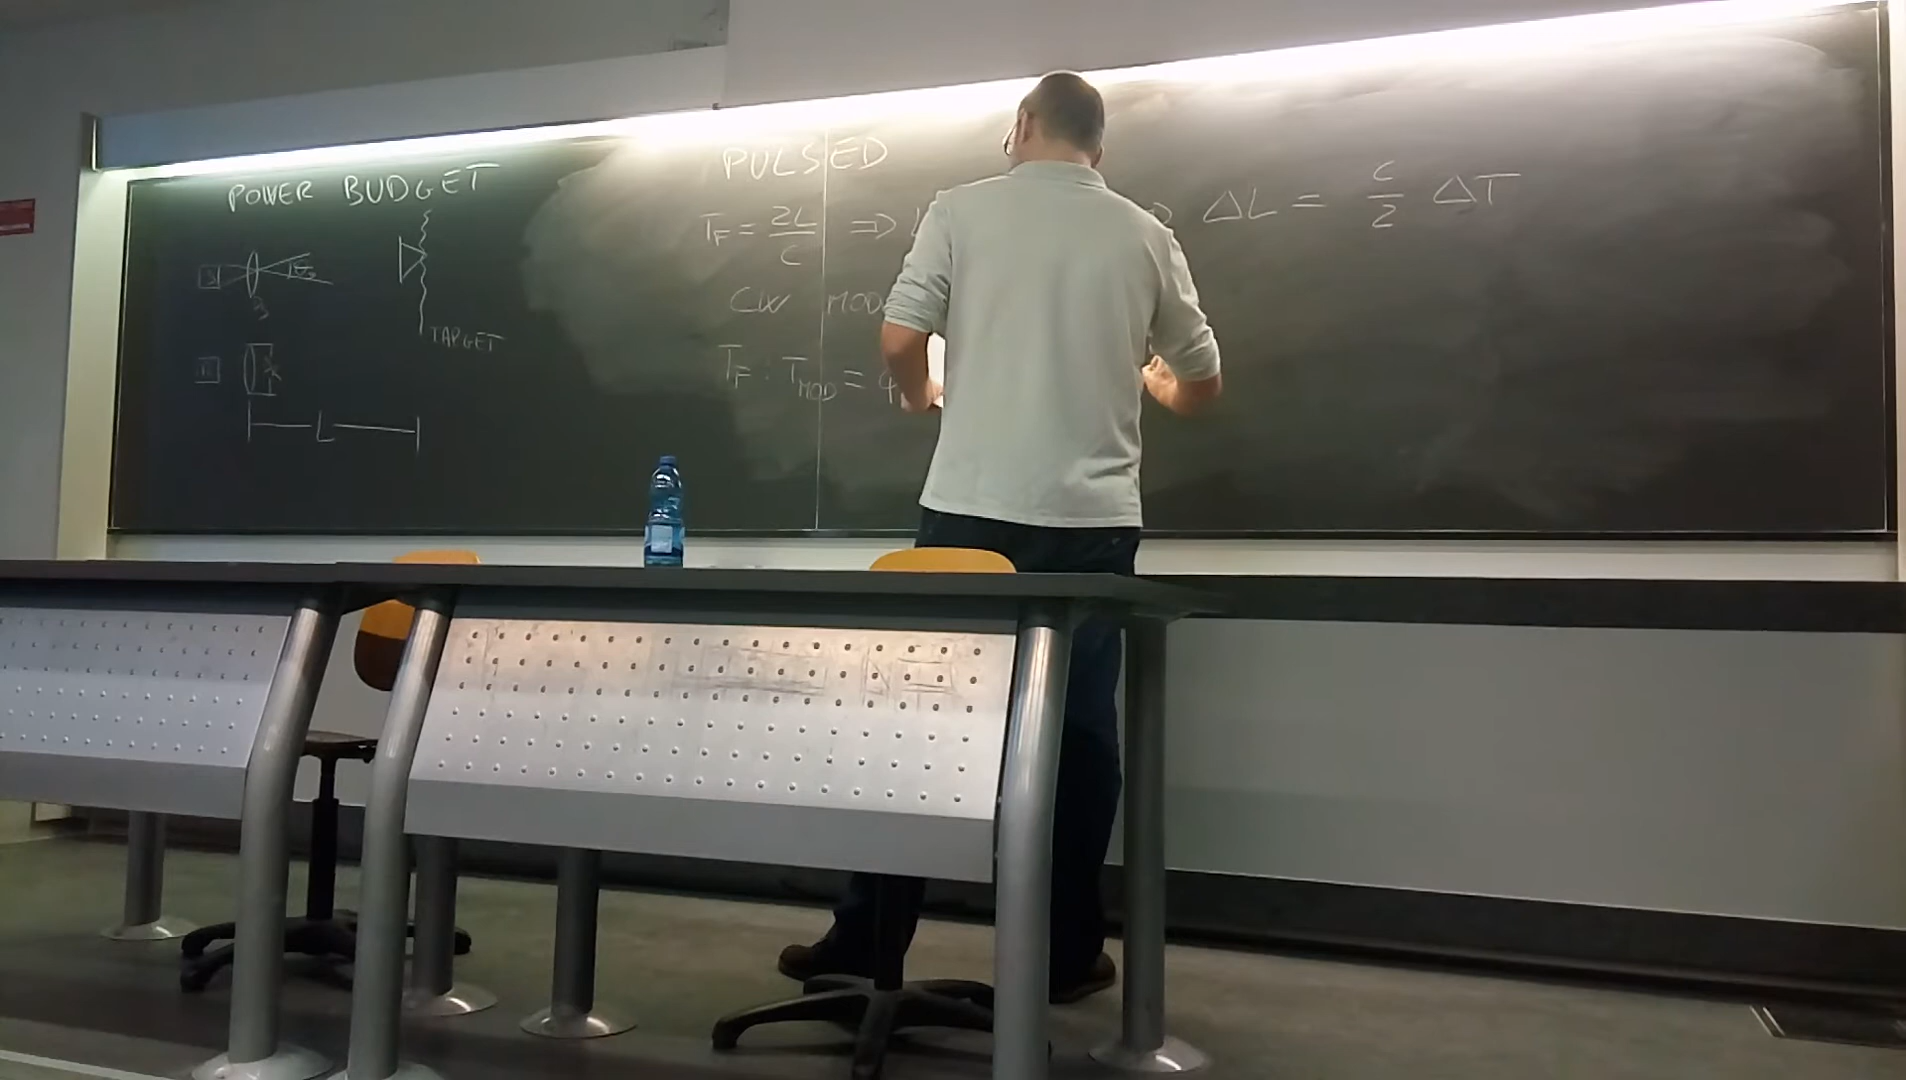 POWER BUDGET
TARGET
L
PULSED
T_F = 2L/C ⇒
ΔL = C/2 ΔT
CW MOD
T_F : T_MOD =